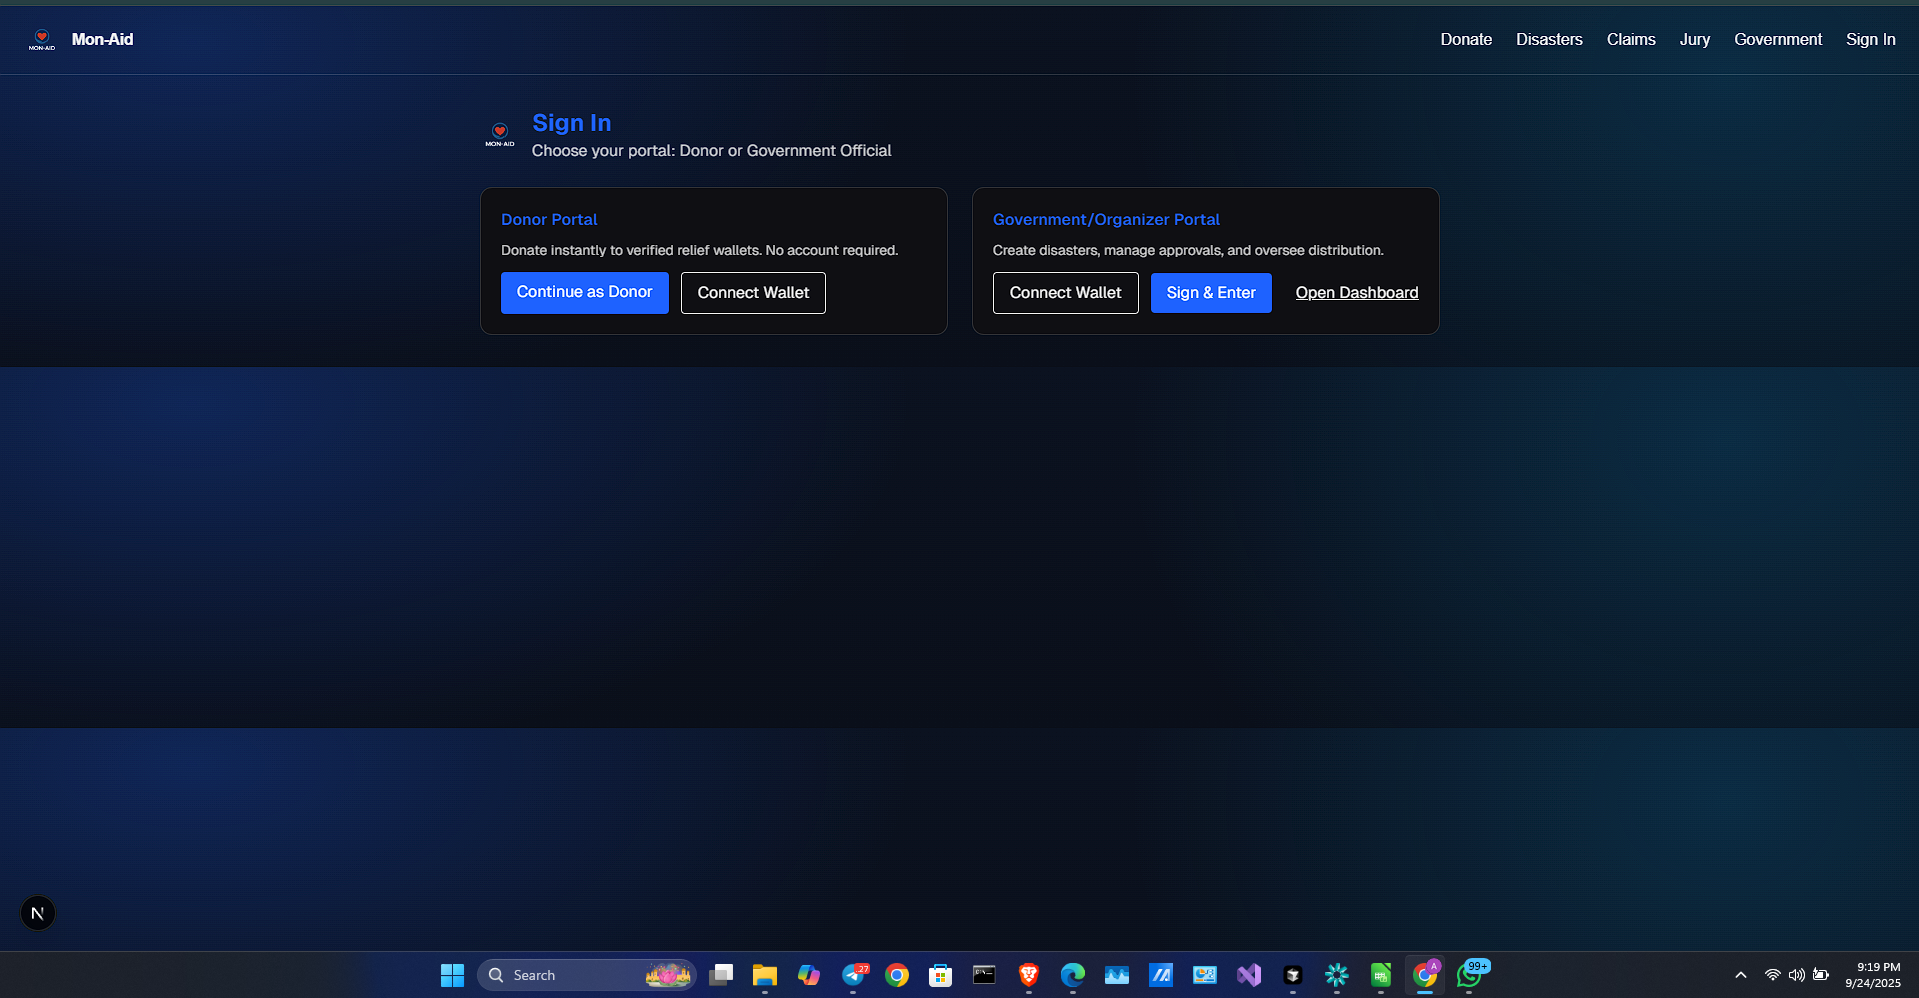 MON-AID
Mon-Aid
Donate
Disasters
Claims
Jury
Government
Sign In
MON-AID
Sign In
Choose your portal: Donor or Government Official
Donor Portal
Donate instantly to verified relief wallets. No account required.
Continue as Donor
Connect Wallet
Government/Organizer Portal
Create disasters, manage approvals, and oversee distribution.
Connect Wallet
Sign & Enter
Open Dashboard
N
Search
27
A
99+
9:19 PM
9/24/2025